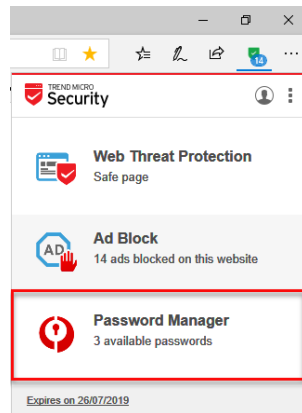 14
TREND MICRO
Security
Web Threat Protection
Safe page
AD
Ad Block
14 ads blocked on this website
Password Manager
3 available passwords
Expires on 26/07/2019